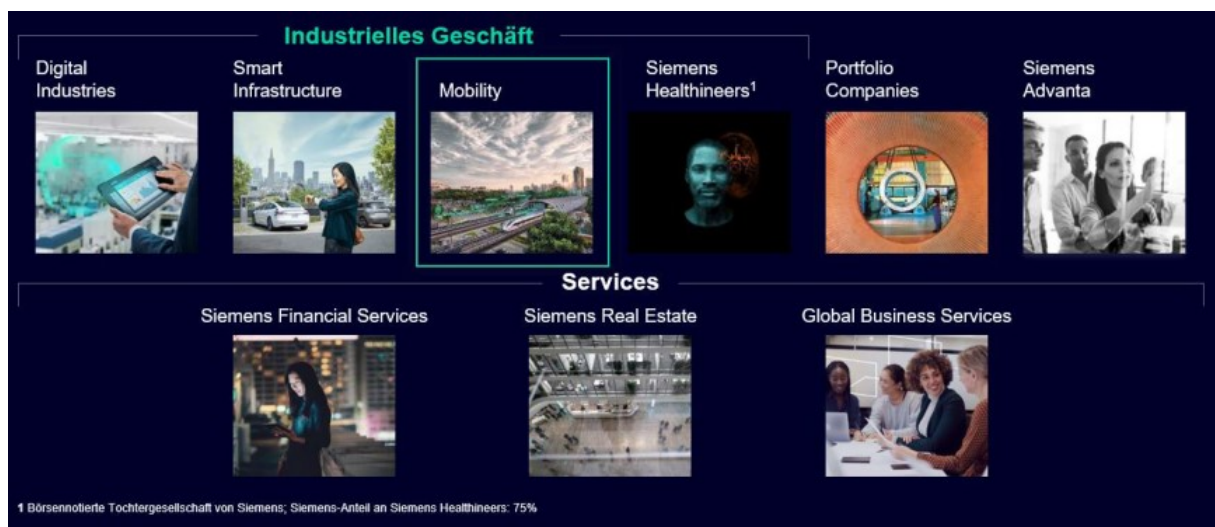 Industrielles Geschäft
Digital
Industries
Smart
Infrastructure
Mobility
Siemens
Healthineers¹
Portfolio
Companies
Siemens
Advanta
Services
Siemens Financial Services
Siemens Real Estate
Global Business Services
1 Börsennotierte Tochtergesellschaft von Siemens; Siemens-Anteil an Siemens Healthineers: 75%